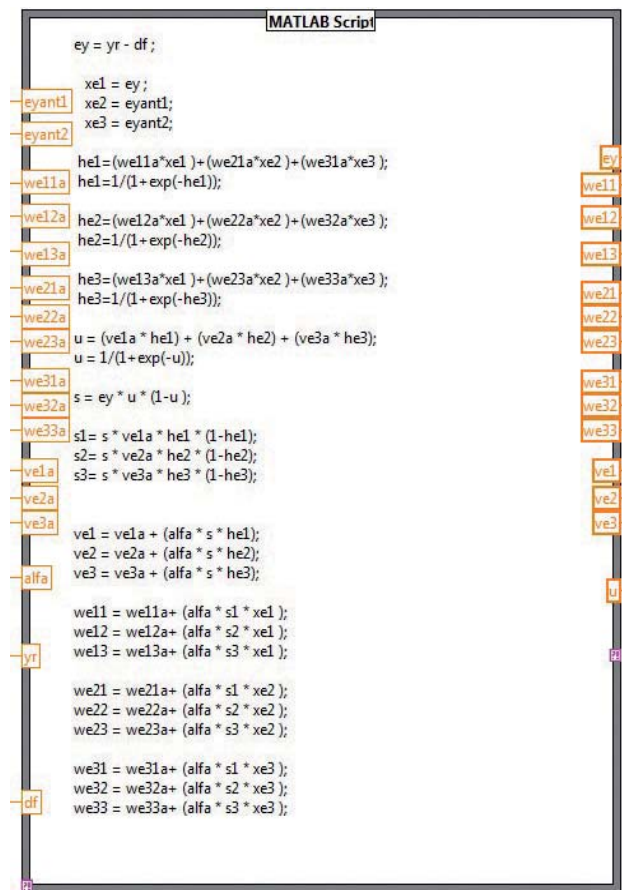 MATLAB Script
ey = yr - df ;
xe1 = ey ;
xe2 = eyant1;
xe3 = eyant2;
he1=(we11a*xe1 )+(we21a*xe2 )+(we31a*xe3 );
he1=1/(1+exp(-he1));
he2=(we12a*xe1 )+(we22a*xe2 )+(we32a*xe3 );
he2=1/(1+exp(-he2));
he3=(we13a*xe1 )+(we23a*xe2 )+(we33a*xe3 );
he3=1/(1+exp(-he3));
u = (ve1a * he1) + (ve2a * he2) + (ve3a * he3);
u = 1/(1+exp(-u));
s = ey * u * (1-u );
s1= s * ve1a * he1 * (1-he1);
s2= s * ve2a * he2 * (1-he2);
s3= s * ve3a * he3 * (1-he3);
ve1 = ve1a + (alfa * s * he1);
ve2 = ve2a + (alfa * s * he2);
ve3 = ve3a + (alfa * s * he3);
we11 = we11a+ (alfa * s1 * xe1 );
we12 = we12a+ (alfa * s2 * xe1 );
we13 = we13a+ (alfa * s3 * xe1 );
we21 = we21a+ (alfa * s1 * xe2 );
we22 = we22a+ (alfa * s2 * xe2 );
we23 = we23a+ (alfa * s3 * xe2 );
we31 = we31a+ (alfa * s1 * xe3 );
we32 = we32a+ (alfa * s2 * xe3 );
we33 = we33a+ (alfa * s3 * xe3 );
eyant1
eyant2
we11a
we12a
we13a
we21a
we22a
we23a
we31a
we32a
we33a
ve1a
ve2a
ve3a
alfa
yr
df
ey
we11
we12
we13
we21
we22
we23
we31
we32
we33
ve1
ve2
ve3
u
?!
?!